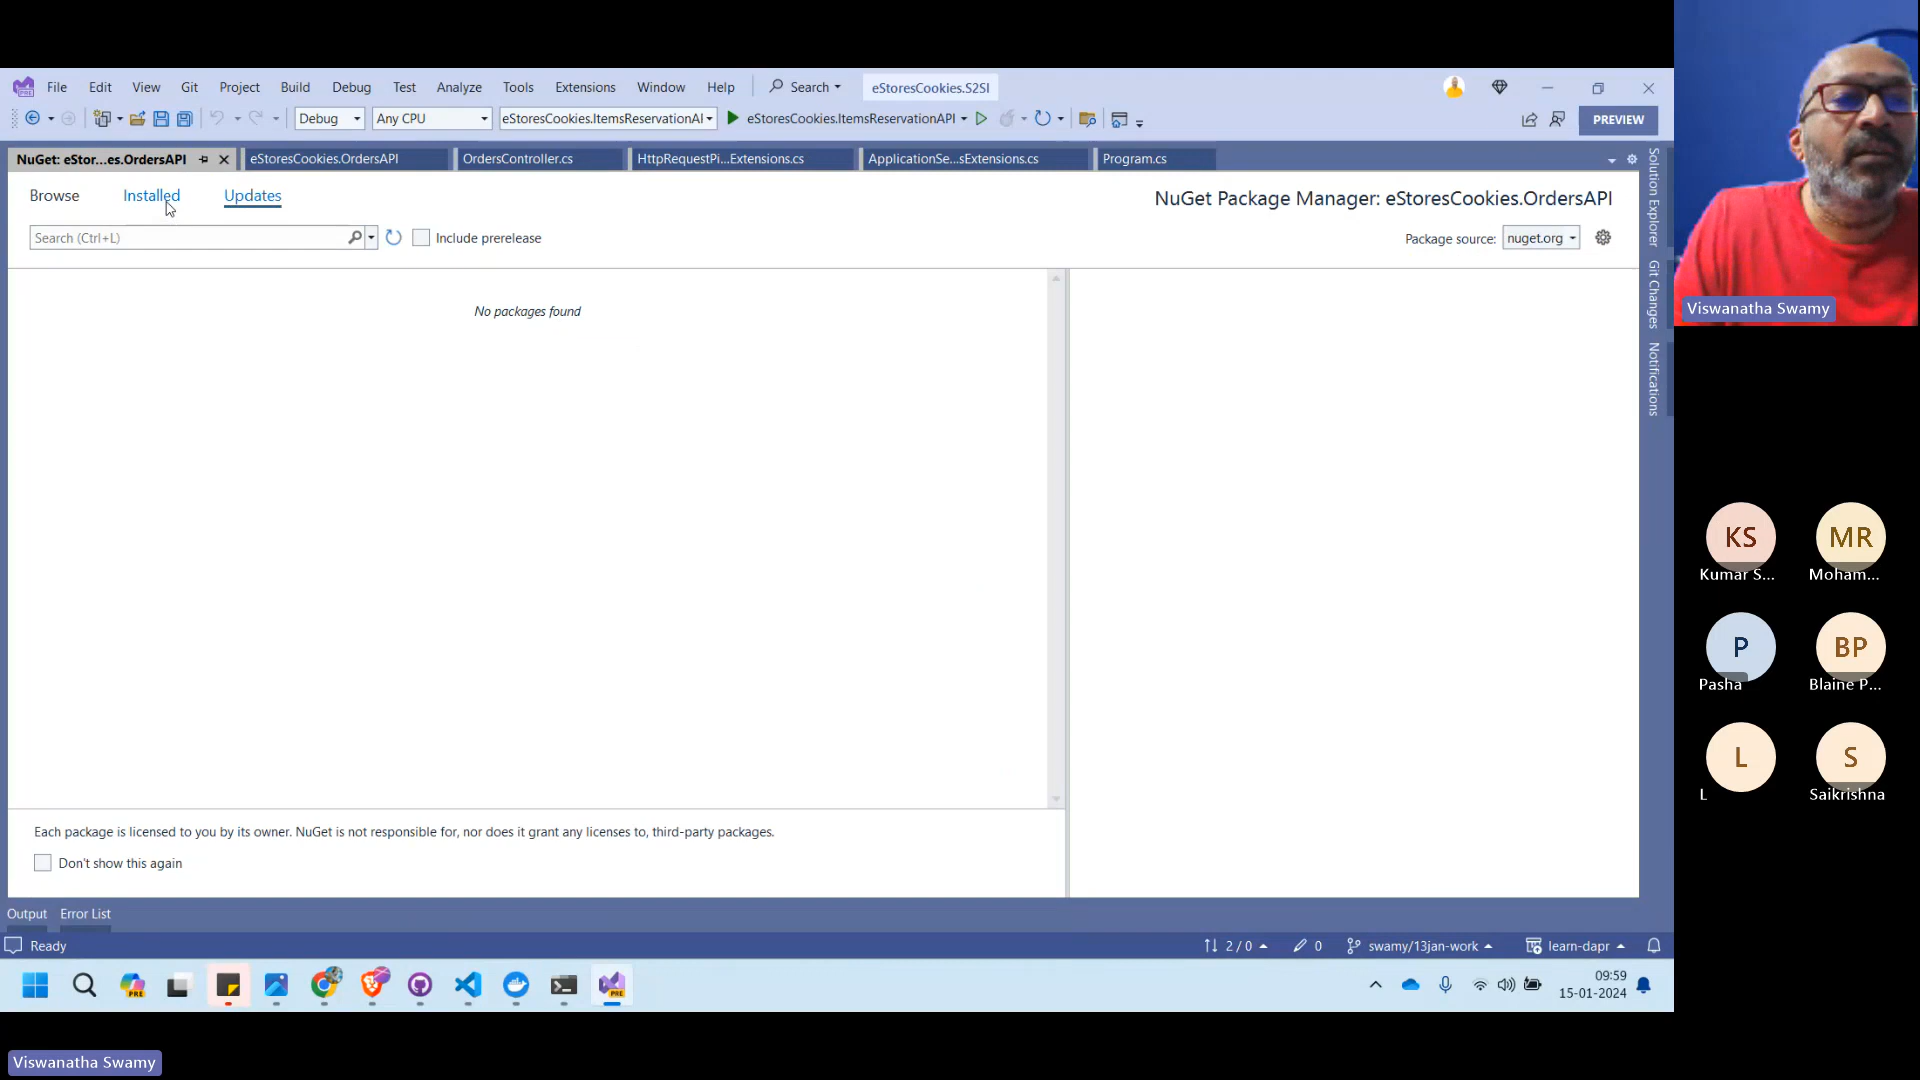 File Edit View Git Project Build Debug Test Analyze Tools Extensions Window Help Search eStoresCookies.S2SI
Debug Any CPU eStoresCookies.ItemsReservationAI eStoresCookies.ItemsReservationAPI PREVIEW
NuGet: eStor...es.OrdersAPI eStoresCookies.OrdersAPI OrdersController.cs HttpRequestPi...Extensions.cs ApplicationSe...sExtensions.cs Program.cs
Browse Installed Updates NuGet Package Manager: eStoresCookies.OrdersAPI
Search (Ctrl+L) Include prerelease Package source: nuget.org
No packages found
Each package is licensed to you by its owner. NuGet is not responsible for, nor does it grant any licenses to, third-party packages.
Don't show this again
Solution Explorer
Git Changes
Notifications
Output Error List
Ready 2 / 0 0 swamy/13jan-work learn-dapr
PRE PRE
09:59
15-01-2024
Viswanatha Swamy
KS MR
Kumar S... Moham...
P BP
Pasha Blaine P...
L S
L Saikrishna
Viswanatha Swamy